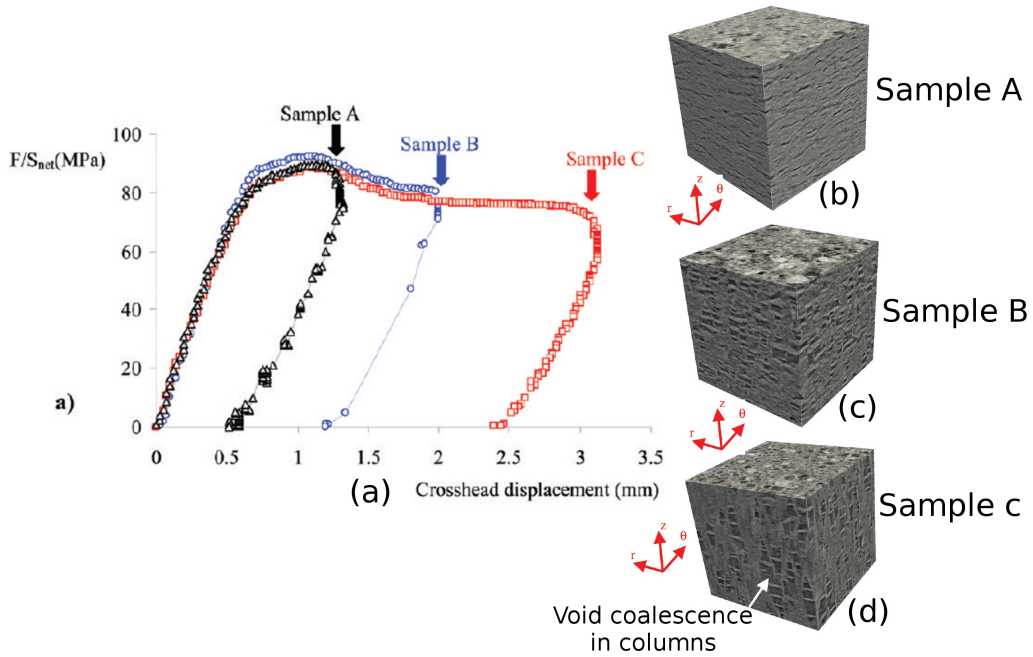 Sample A
Sample B
Sample C
F/Snet(MPa)
100
80
60
40
20
0
a)
0
0.5
1
1.5
2
2.5
3
3.5
(a)
Crosshead displacement (mm)
Sample A
z
θ
r
(b)
Sample B
z
θ
r
(c)
Sample c
z
θ
r
(d)
Void coalescence
in columns